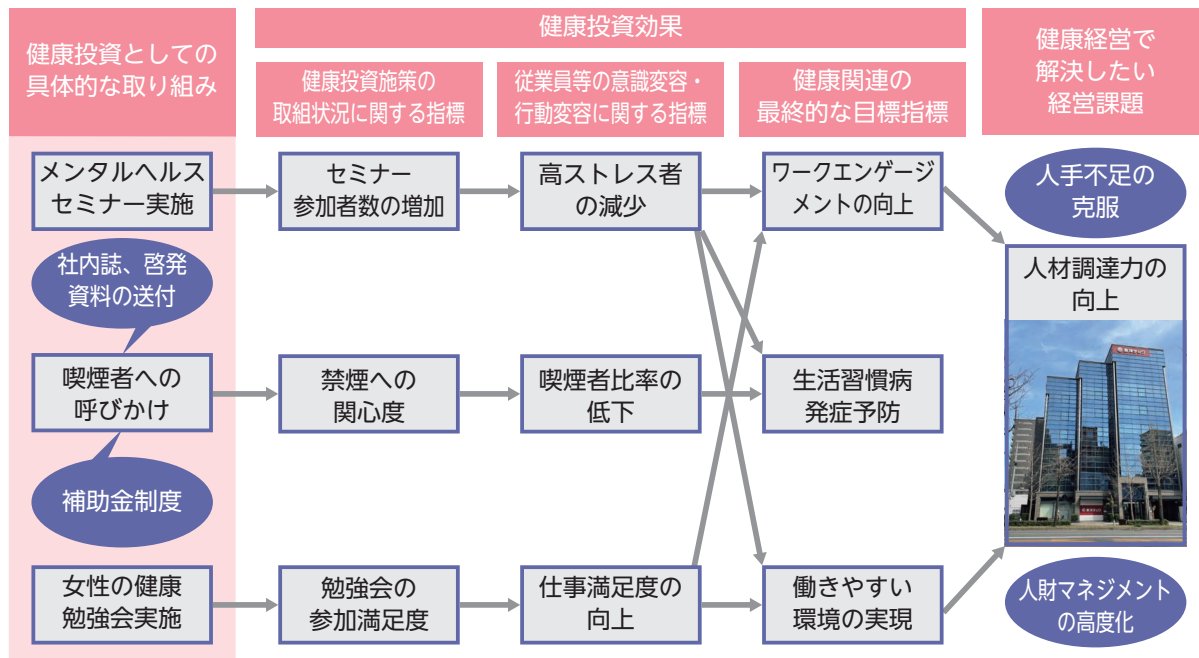 健康投資としての
具体的な取り組み
健康投資効果
健康投資施策の
取組状況に関する指標
従業員等の意識変容・
行動変容に関する指標
健康関連の
最終的な目標指標
健康経営で
解決したい
経営課題
メンタルヘルス
セミナー実施
セミナー
参加者数の増加
高ストレス者
の減少
ワークエンゲージ
メントの向上
人手不足の
克服
社内誌、啓発
資料の送付
人材調達力の
向上
喫煙者への
呼びかけ
禁煙への
関心度
喫煙者比率の
低下
生活習慣病
発症予防
補助金制度
女性の健康
勉強会実施
勉強会の
参加満足度
仕事満足度の
向上
働きやすい
環境の実現
人財マネジメント
の高度化